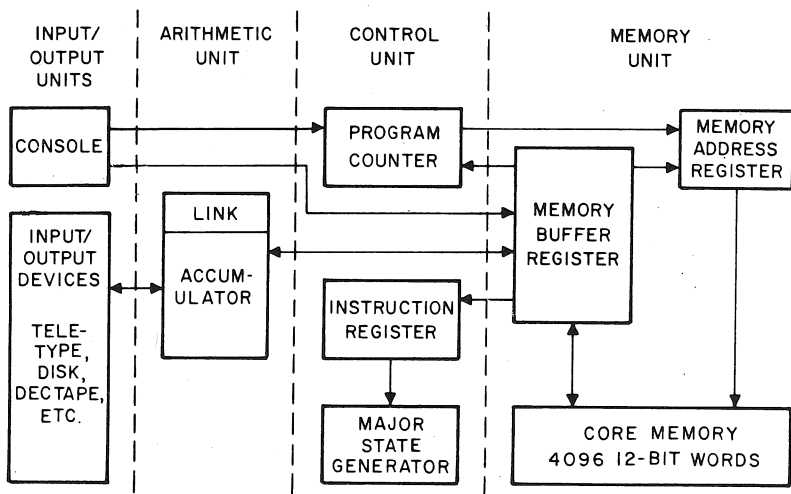 INPUT/
OUTPUT
UNITS
ARITHMETIC
UNIT
CONTROL
UNIT
MEMORY
UNIT
CONSOLE
PROGRAM
COUNTER
MEMORY
ADDRESS
REGISTER
LINK
ACCUM-
ULATOR
MEMORY
BUFFER
REGISTER
INPUT/
OUTPUT
DEVICES
TELE-
TYPE,
DISK,
DECTAPE,
ETC.
INSTRUCTION
REGISTER
MAJOR
STATE
GENERATOR
CORE MEMORY
4096 12-BIT WORDS